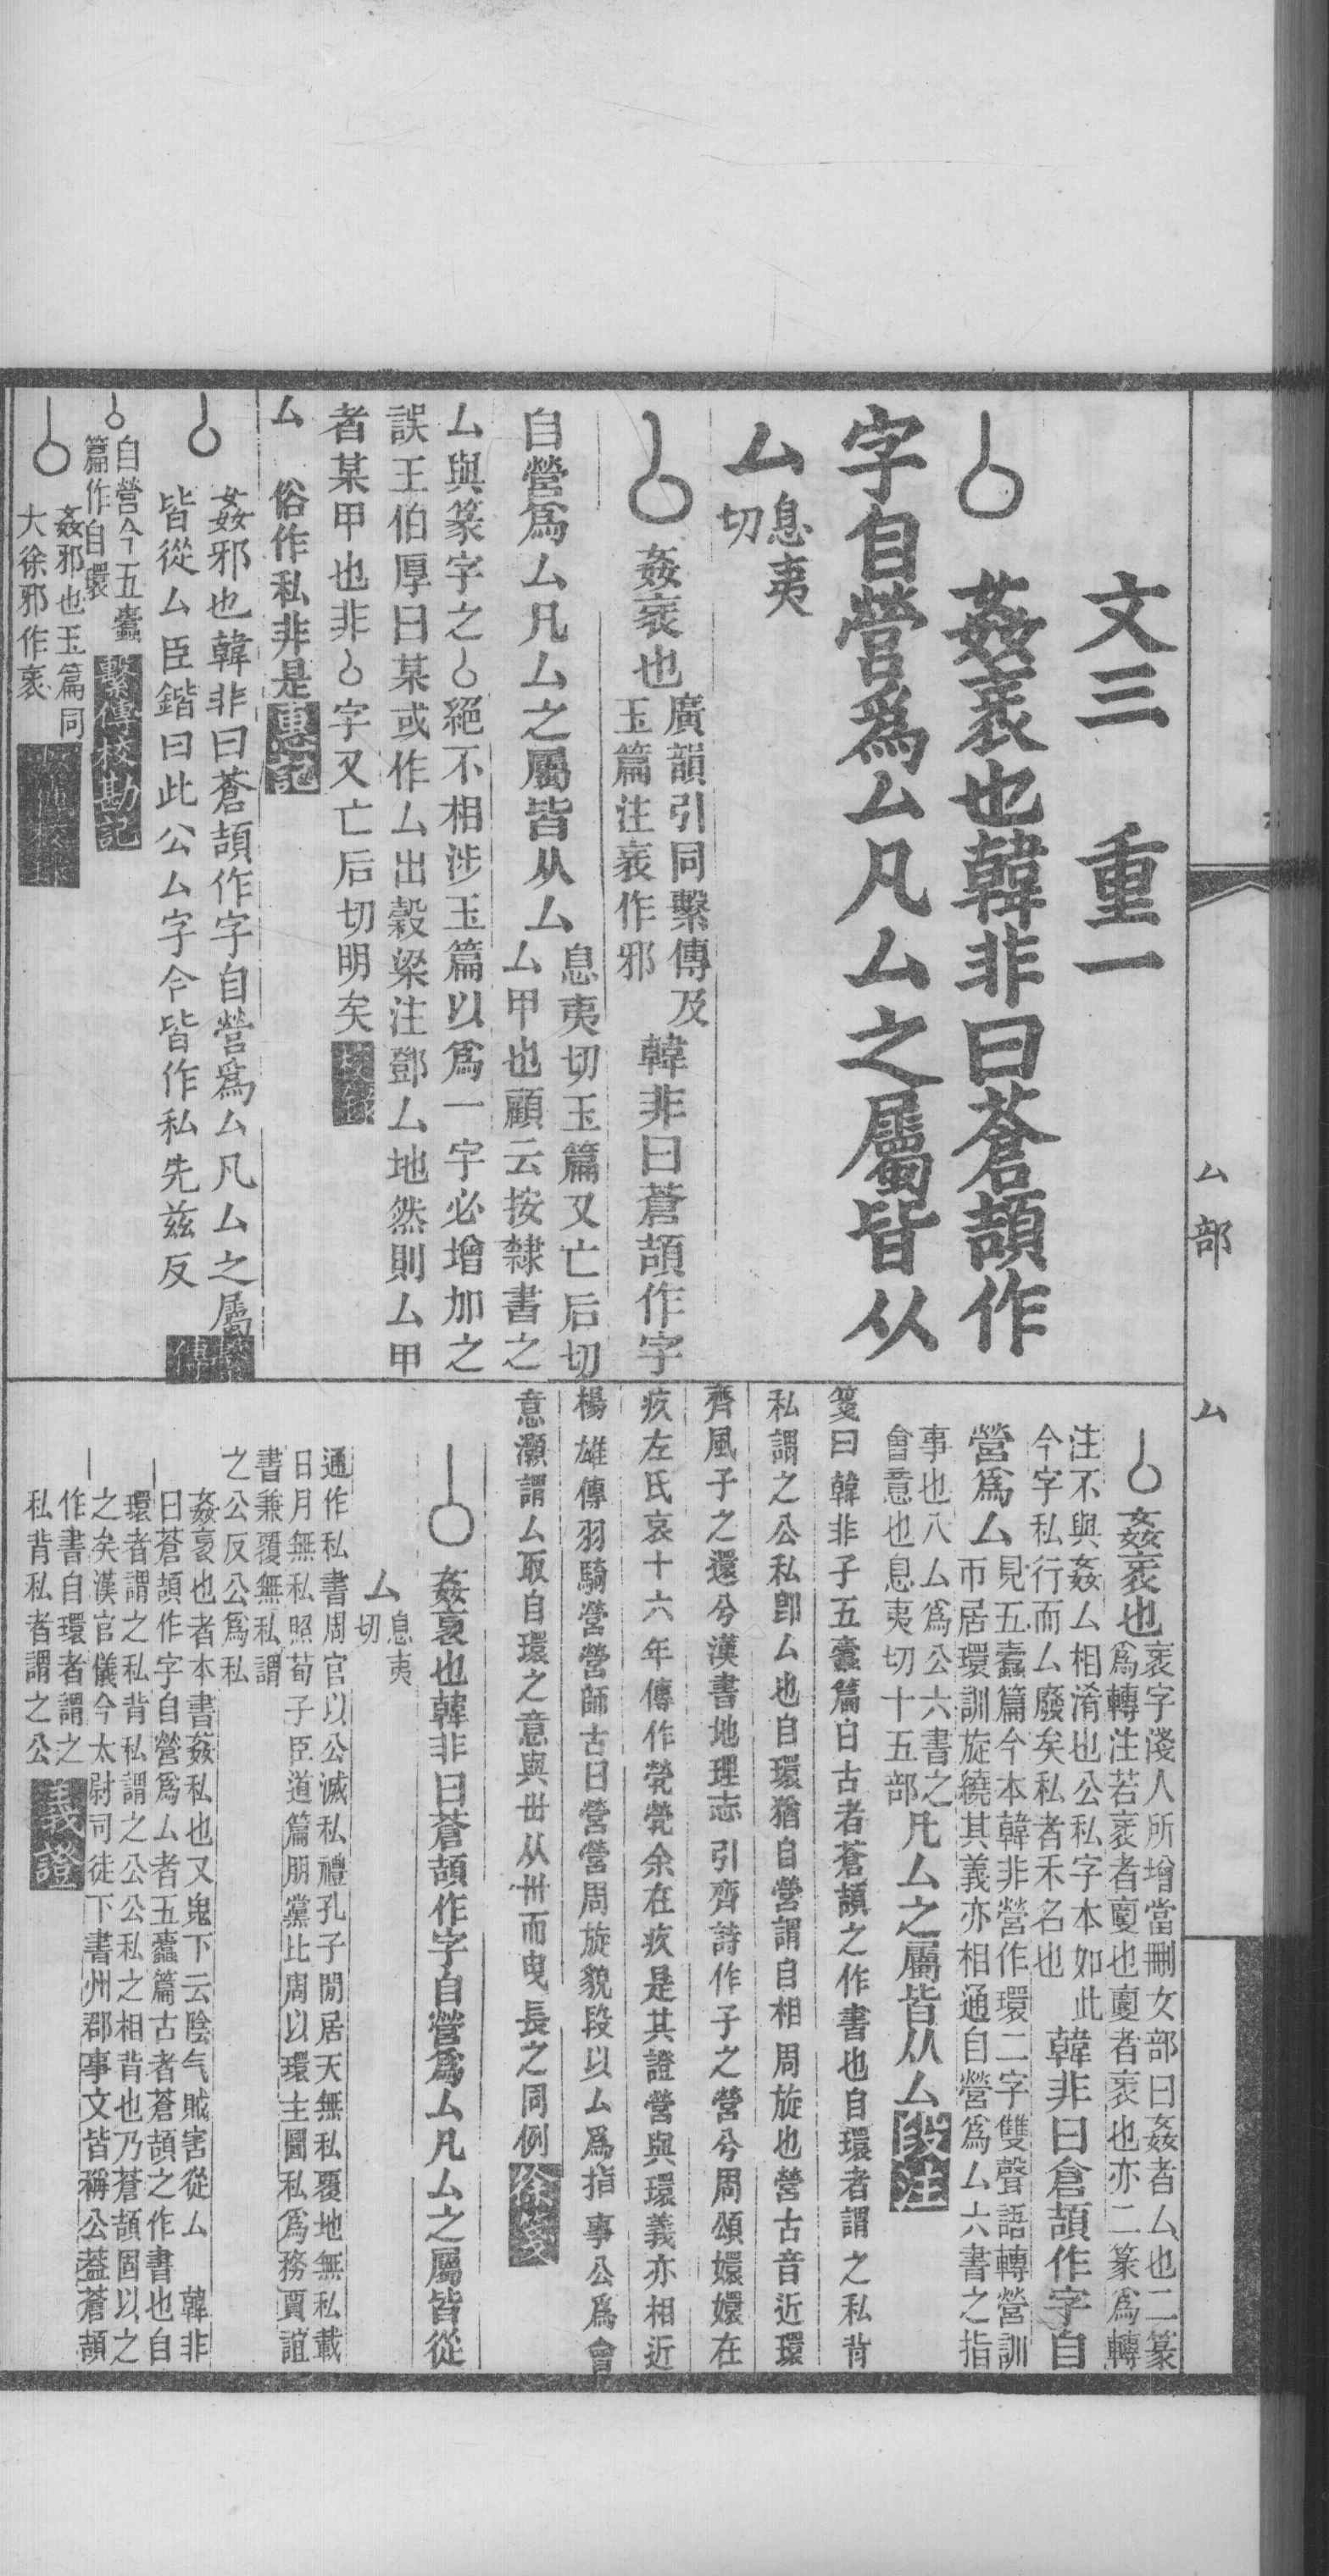 厶部
厶
文三　重一
姦衺也韓非曰蒼頡作
字自營爲厶凡厶之屬皆从
厶息夷
切
姦衺也廣韻引同繫傳及
玉篇注衺作邪
韓非曰蒼頡作字
自營爲厶凡厶之屬皆从厶息夷切玉篇又亡后切
厶甲也顧云按隸書之
厶與篆字之絕不相涉玉篇以爲一字必增加之
誤王伯厚曰某或作厶出穀梁注鄧厶地然則厶甲
者某甲也非字又亡后切明矣校錄
厶　俗作私非是惠記
姦邪也韓非曰蒼頡作字自營爲厶凡厶之屬
皆從厶臣鍇曰此公厶字今皆作私先兹反繫傳
自營今五蠹
篇作自環
繫傳校勘記
姦邪也玉篇同
大徐邪作衺
姦衺也衺字淺人所增當刪女部曰姦者厶也二篆
爲轉注若衺者𡕢也𡕢者衺也亦二篆爲轉
注不與姦厶相淆也公私字本如此
今字私行而厶廢矣私者禾名也
韓非曰倉頡作字自
營爲厶見五蠹篇今本韓非營作環二字雙聲語轉營訓
帀居環訓旋繞其義亦相通自營爲厶六書之指
事也八厶爲公六書之
會意也息夷切十五部
凡厶之屬皆从厶段注
箋曰韓非子五蠹篇曰古者蒼頡之作書也自環者謂之私背
私謂之公私卽厶也自環猶自營謂自相周旋也營古音近環
齊風子之還兮漢書地理志引齊詩作子之營兮周頌嬛嬛在
疚左氏哀十六年傳作煢煢余在疚是其證營與環義亦相近
楊雄傳羽騎營營師古曰營營周旋貌段以厶爲指事公爲會
意灝謂厶取自環之意與丗从卅而曳長之同例徐箋
姦衺也韓非曰蒼頡作字自營爲厶凡厶之屬皆從
厶息夷
切
通作私書周官以公滅私禮孔子閒居天無私覆地無私載
日月無私照荀子臣道篇朋黨比周以環主圖私爲務賈誼
書兼覆無私謂
之公反公爲私
姦衺也者本書姦私也又鬼下云陰气賊害從厶　韓非
曰蒼頡作字自營爲厶者五蠹篇古者蒼頡之作書也自
環者謂之私背私謂之公公私之相背也乃蒼頡固以之
之矣漢官儀今太尉司徒下書州郡事文皆稱公葢蒼頡
作書自環者謂之
私背私者謂之公
義證